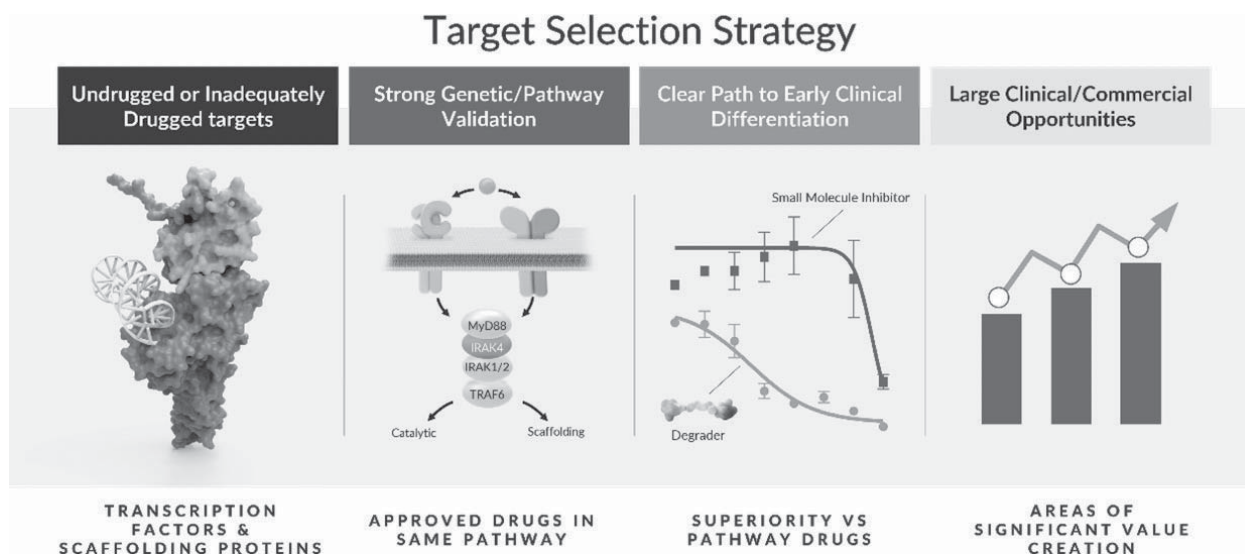 Target Selection Strategy
Undrugged or Inadequately
Drugged targets
Strong Genetic/Pathway
Validation
Clear Path to Early Clinical
Differentiation
Large Clinical/Commercial
Opportunities
MyD88
IRAK4
IRAK1/2
TRAF6
Catalytic
Scaffolding
Small Molecule Inhibitor
Degrader
TRANSCRIPTION
FACTORS &
SCAFFOLDING PROTEINS
APPROVED DRUGS IN
SAME PATHWAY
SUPERIORITY VS
PATHWAY DRUGS
AREAS OF
SIGNIFICANT VALUE
CREATION